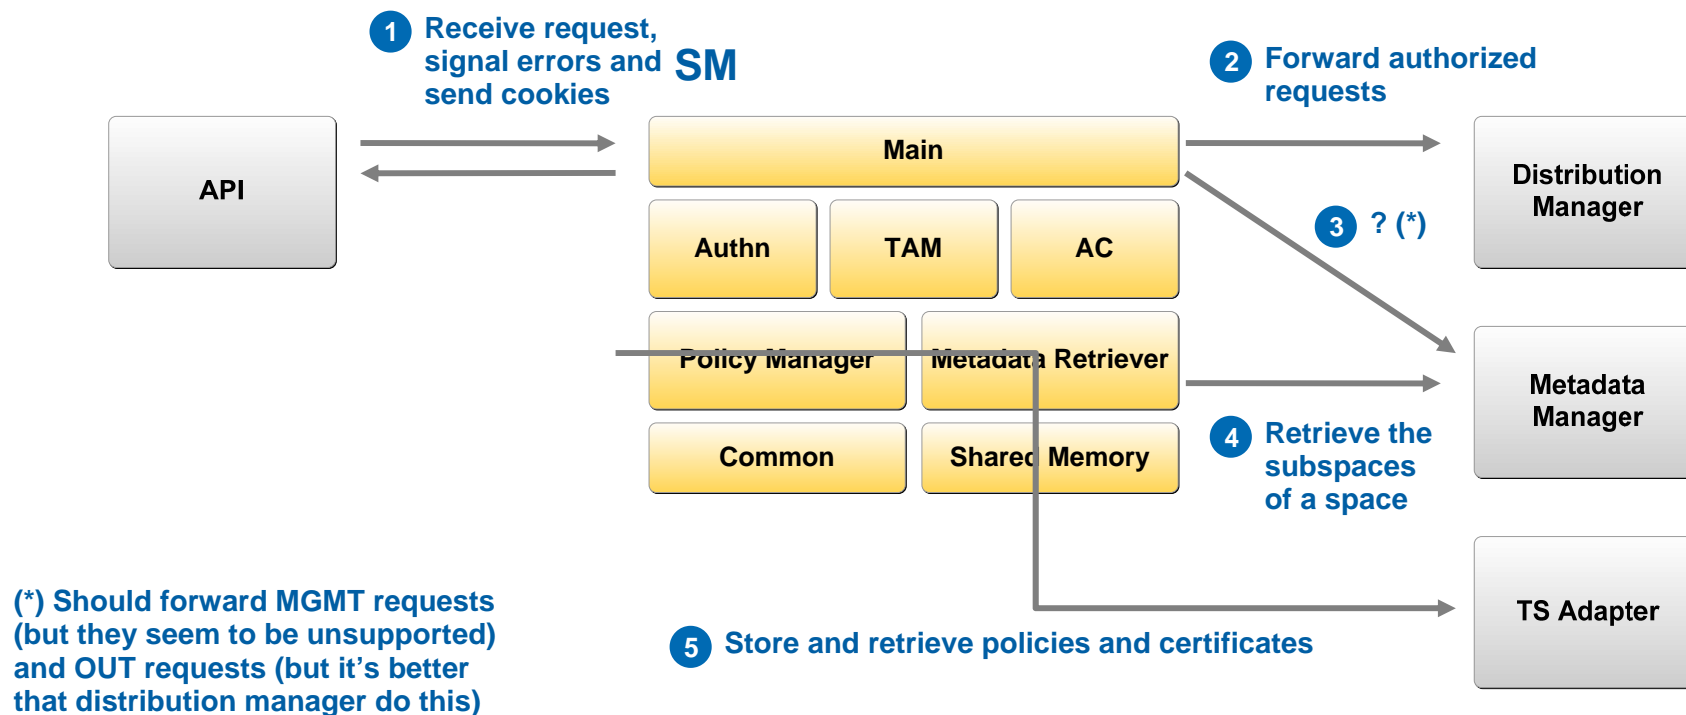 1 Receive request,
signal errors and
send cookies
SM
2 Forward authorized
requests
API
Main
Distribution
Manager
3 ? (*)
Authn
TAM
AC
Policy Manager
Metadata Retriever
Metadata
Manager
4 Retrieve the
subspaces
of a space
Common
Shared Memory
TS Adapter
(*) Should forward MGMT requests
(but they seem to be unsupported)
and OUT requests (but it’s better
that distribution manager do this)
5 Store and retrieve policies and certificates